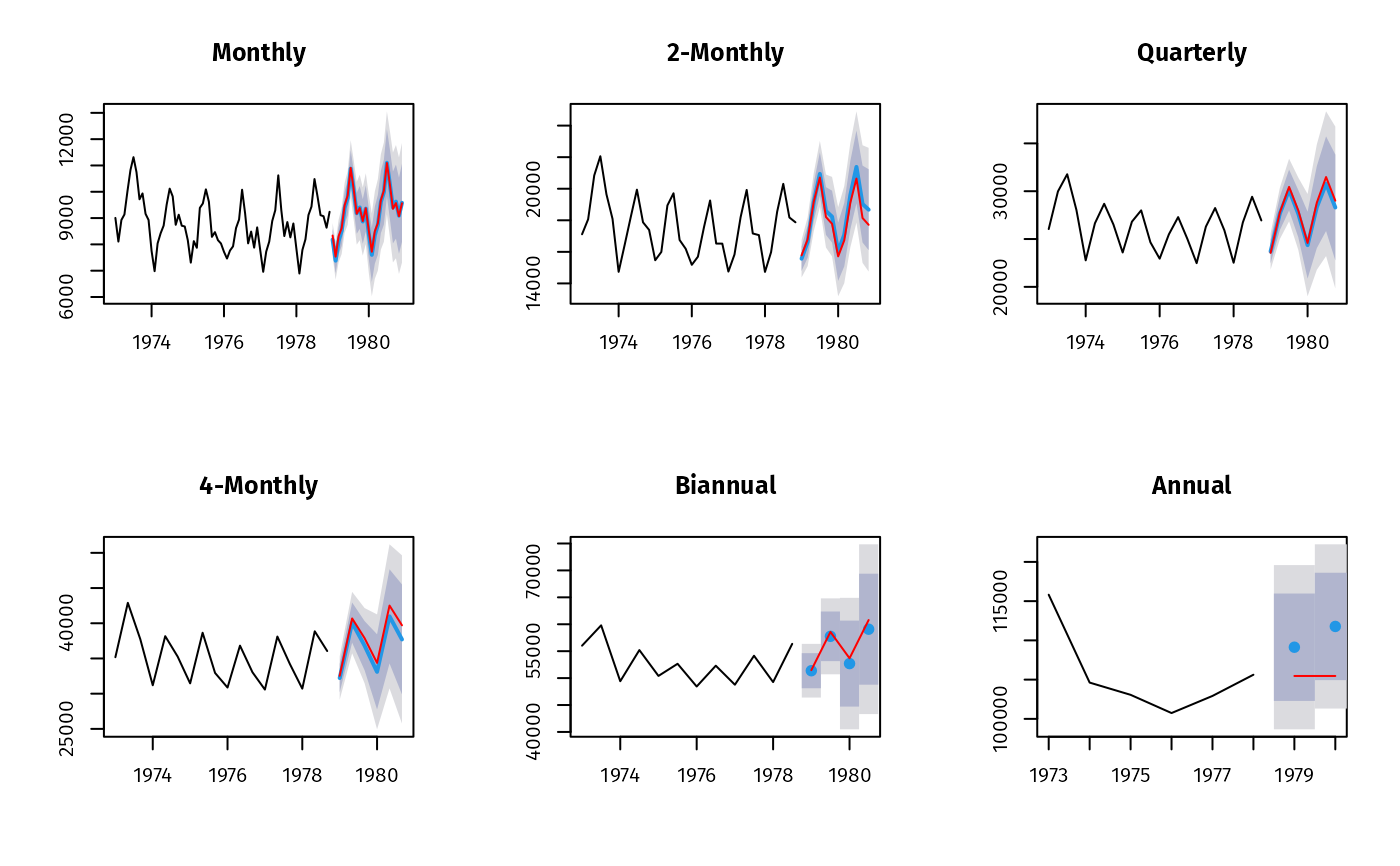 Monthly
6000 9000 12000
1974 1976 1978 1980
2-Monthly
14000 20000
1974 1976 1978 1980
Quarterly
20000 30000
1974 1976 1978 1980
4-Monthly
25000 40000
1974 1976 1978 1980
Biannual
40000 55000 70000
1974 1976 1978 1980
Annual
100000 115000
1973 1975 1977 1979